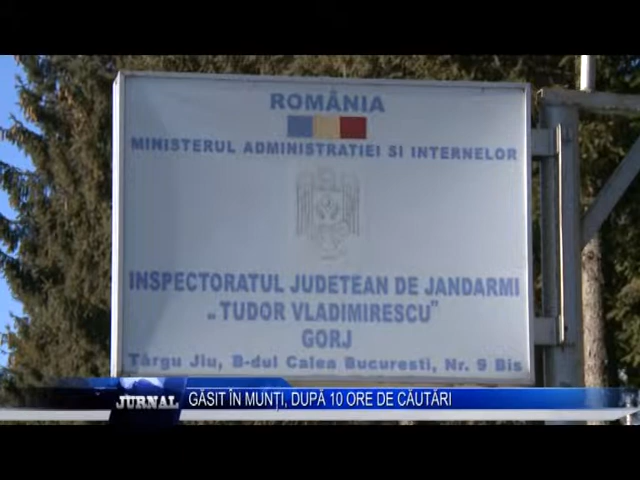 ROMÂNIA
MINISTERUL ADMINISTRATIEI SI INTERNELOR
INSPECTORATUL JUDETEAN DE JANDARMI
„TUDOR VLADIMIRESCU”
GORJ
Târgu Jiu, B-dul Calea Bucuresti, Nr. 9 Bis
JURNAL GĂSIT ÎN MUNȚI, DUPĂ 10 ORE DE CĂUTĂRI